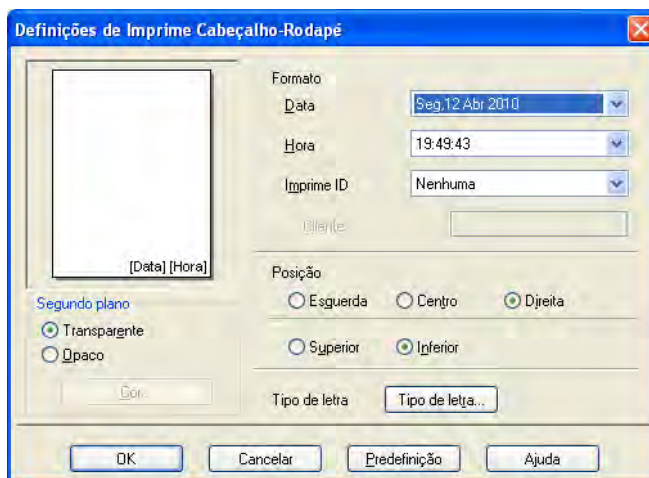 Definições de Imprime Cabeçalho-Rodapé
[Data] [Hora]
Segundo plano
Transparente
Opaco
Cor...
Formato
Data
Seg,12 Abr 2010
Hora
19:49:43
Imprime ID
Nenhuma
Cliente
Posição
Esguerda
Centro
Direita
Superior
Inferior
Tipo de letra
Tipo de letra...
OK
Cancelar
Predefinição
Ajuda